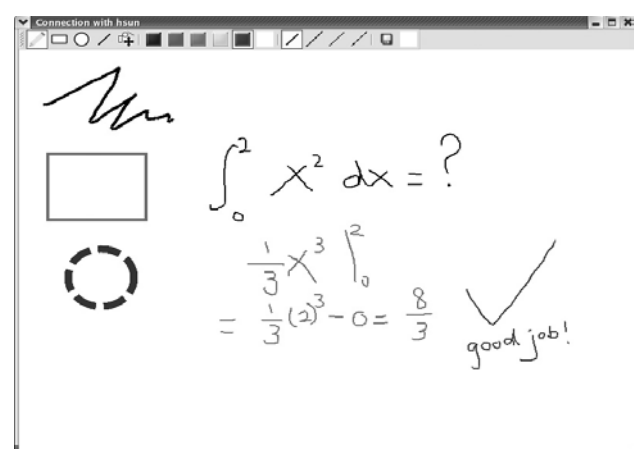 Connection with hsun
∫₀² x² dx = ?
1/3 x³ |₀²
= 1/3 (2)³ - 0 = 8/3
good job!